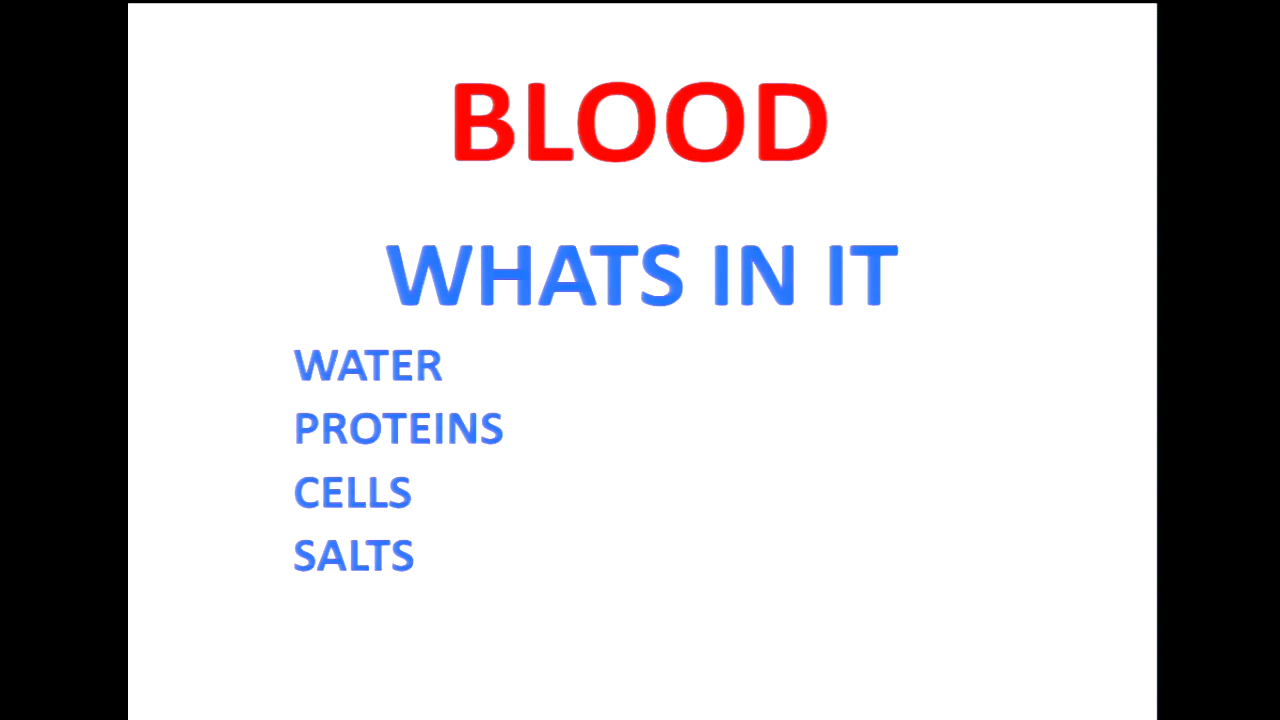 BLOOD
WHATS IN IT
WATER
PROTEINS
CELLS
SALTS